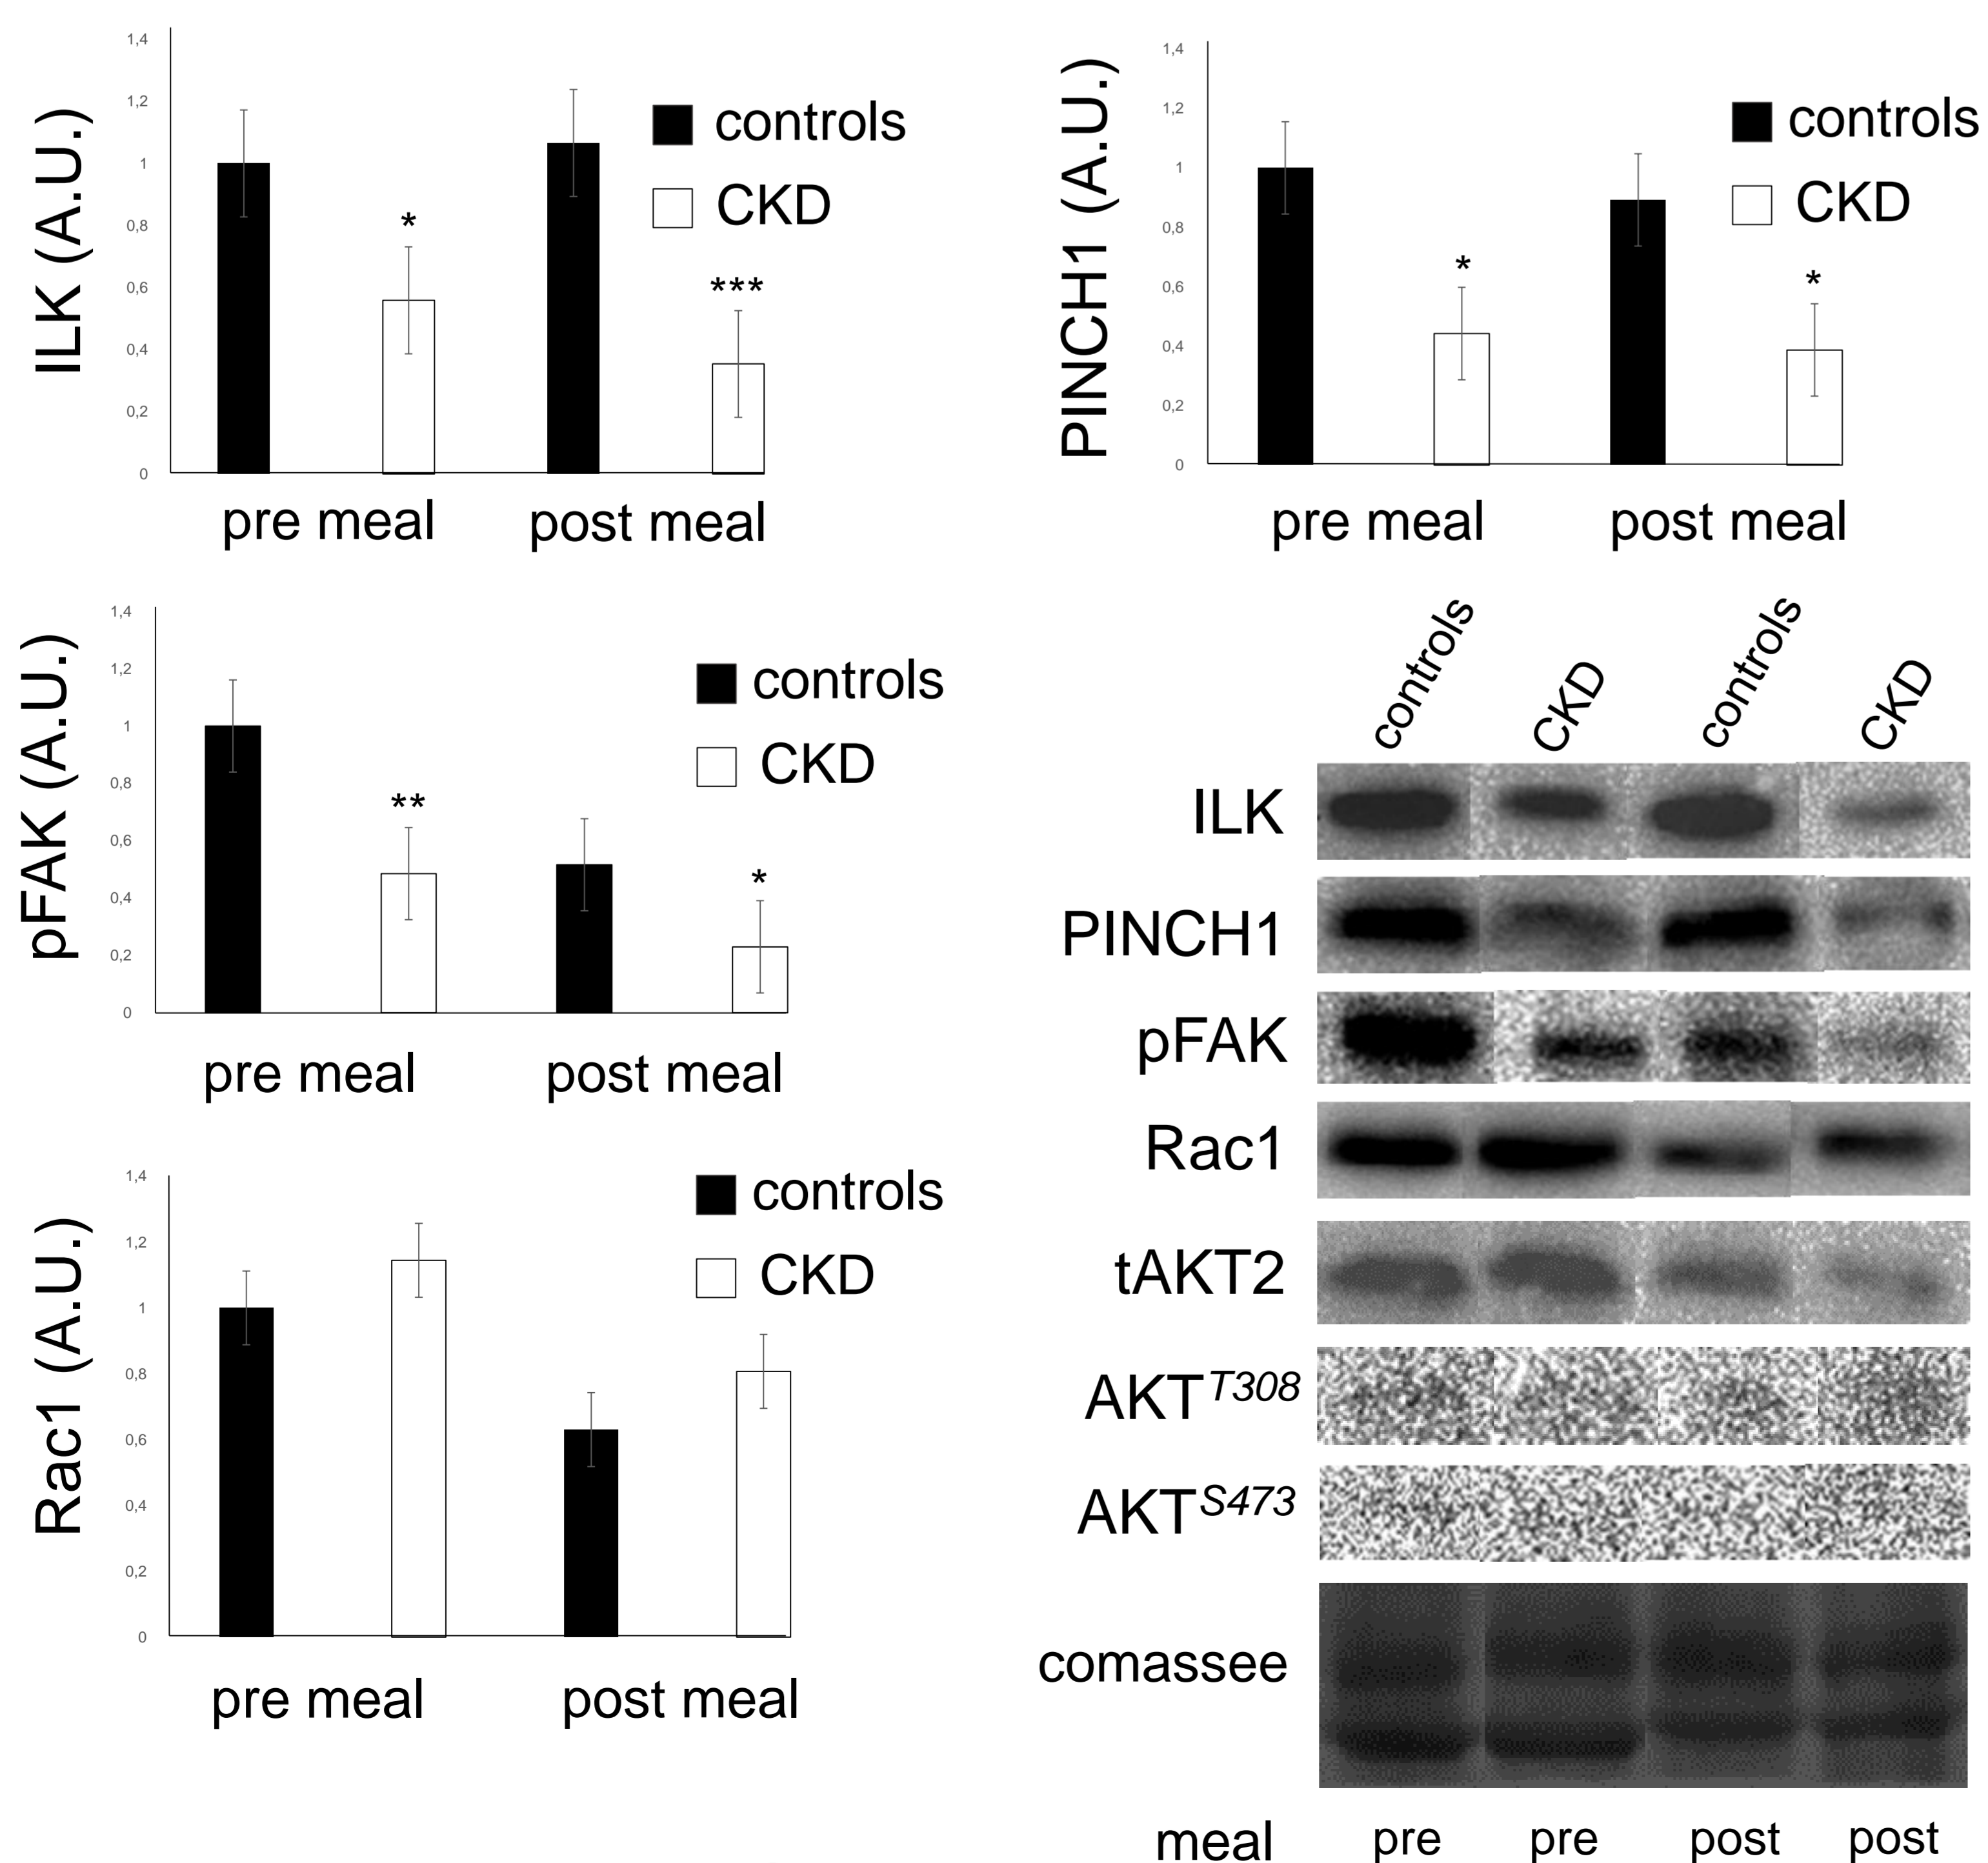 ILK (A.U.)
1,4
1,2
1
0,8
0,6
0,4
0,2
0
*
***
controls
CKD
pre meal
post meal
PINCH1 (A.U.)
1,4
1,2
1
0,8
0,6
0,4
0,2
0
*
*
controls
CKD
pre meal
post meal
pFAK (A.U.)
1,4
1,2
1
0,8
0,6
0,4
0,2
0
**
*
controls
CKD
pre meal
post meal
Rac1 (A.U.)
1,4
1,2
1
0,8
0,6
0,4
0,2
0
controls
CKD
pre meal
post meal
controls CKD controls CKD
ILK
PINCH1
pFAK
Rac1
tAKT2
AKT T308
AKT S473
comassee
meal pre pre post post